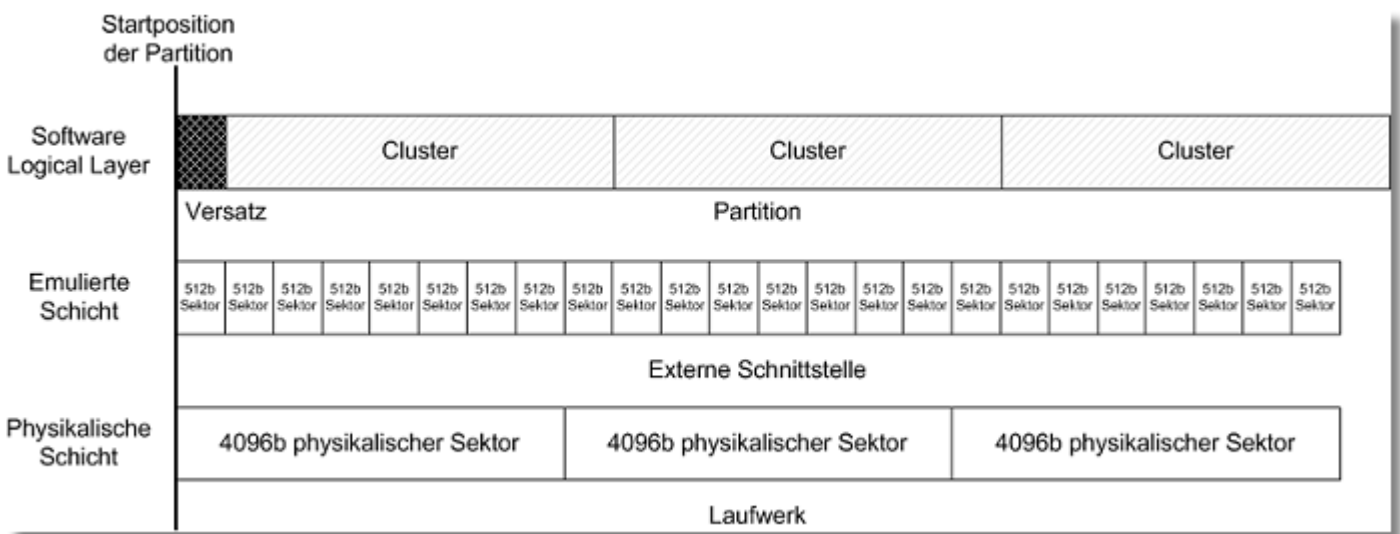 Startposition
der Partition
Software
Logical Layer
Cluster Cluster Cluster
Versatz Partition
Emulierte
Schicht
512b 512b 512b 512b 512b 512b 512b 512b 512b 512b 512b 512b 512b 512b 512b 512b 512b 512b 512b 512b 512b 512b 512b 512b
Sektor Sektor Sektor Sektor Sektor Sektor Sektor Sektor Sektor Sektor Sektor Sektor Sektor Sektor Sektor Sektor Sektor Sektor Sektor Sektor Sektor Sektor Sektor Sektor
Externe Schnittstelle
Physikalische
Schicht
4096b physikalischer Sektor 4096b physikalischer Sektor 4096b physikalischer Sektor
Laufwerk